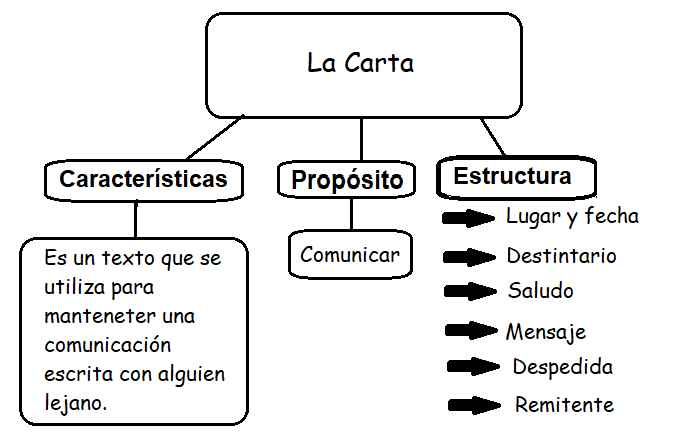 La Carta
Características
Es un texto que se
utiliza para
manteneter una
comunicación
escrita con alguien
lejano.
Propósito
Comunicar
Estructura
Lugar y fecha
Destintario
Saludo
Mensaje
Despedida
Remitente